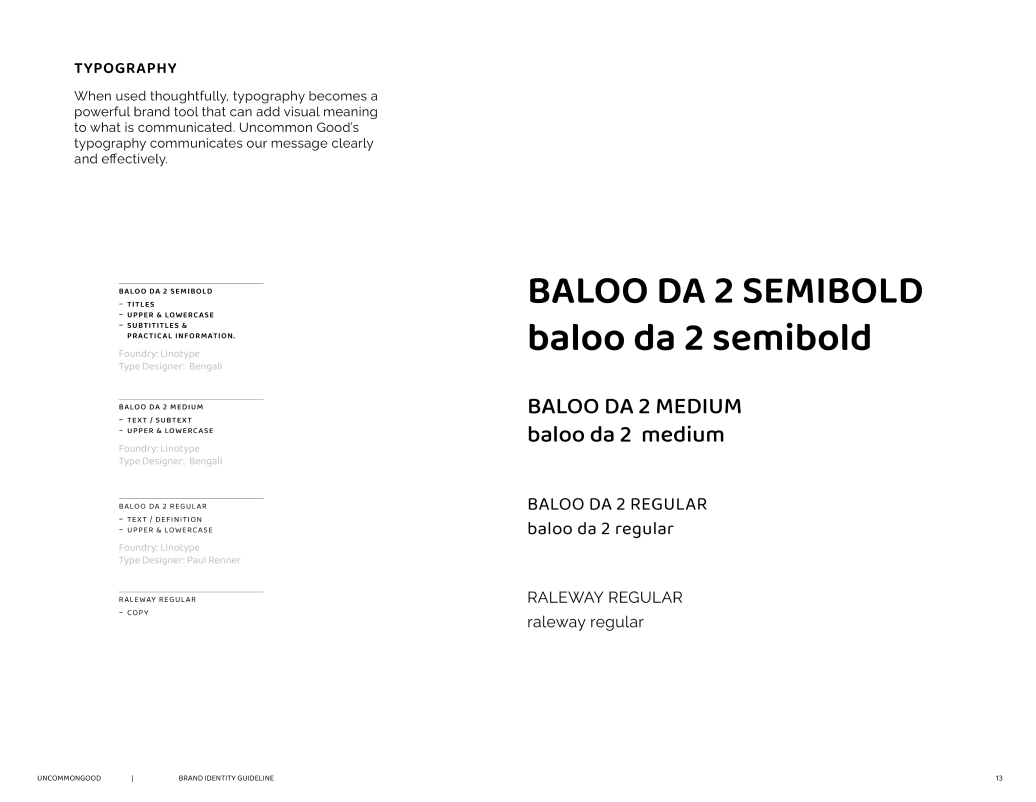 TYPOGRAPHY
When used thoughtfully, typography becomes a
powerful brand tool that can add visual meaning
to what is communicated. Uncommon Good's
typography communicates our message clearly
and effectively.
BALOO DA 2 SEMIBOLD
– TITLES
– UPPER & LOWERCASE
– SUBTITITLES &
PRACTICAL INFORMATION.
Foundry: Linotype
Type Designer: Bengali
BALOO DA 2 MEDIUM
– TEXT / SUBTEXT
– UPPER & LOWERCASE
Foundry: Linotype
Type Designer: Bengali
BALOO DA 2 REGULAR
– TEXT / DEFINITION
– UPPER & LOWERCASE
Foundry: Linotype
Type Designer: Paul Renner
RALEWAY REGULAR
– COPY
BALOO DA 2 SEMIBOLD
baloo da 2 semibold
BALOO DA 2 MEDIUM
baloo da 2 medium
BALOO DA 2 REGULAR
baloo da 2 regular
RALEWAY REGULAR
raleway regular
UNCOMMONGOOD | BRAND IDENTITY GUIDELINE 13